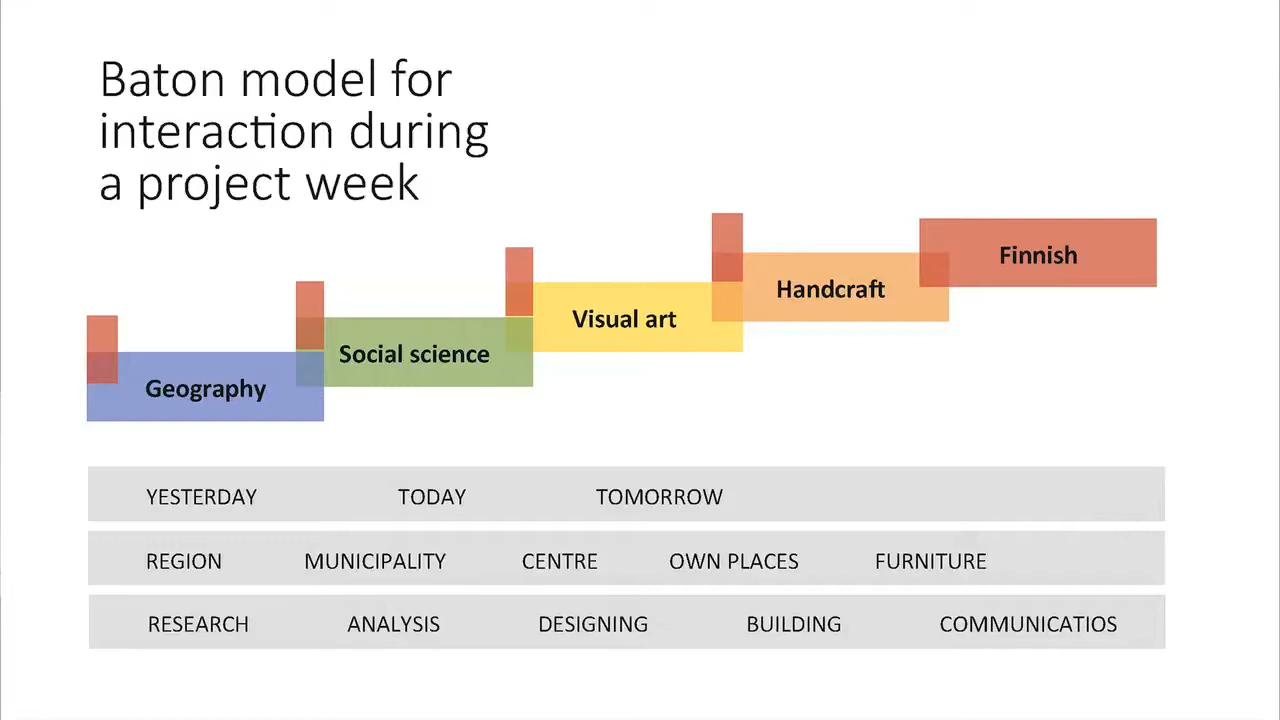 Baton model for
interaction during
a project week
Finnish
Handcraft
Visual art
Social science
Geography
YESTERDAY TODAY TOMORROW
REGION MUNICIPALITY CENTRE OWN PLACES FURNITURE
RESEARCH ANALYSIS DESIGNING BUILDING COMMUNICATIOS